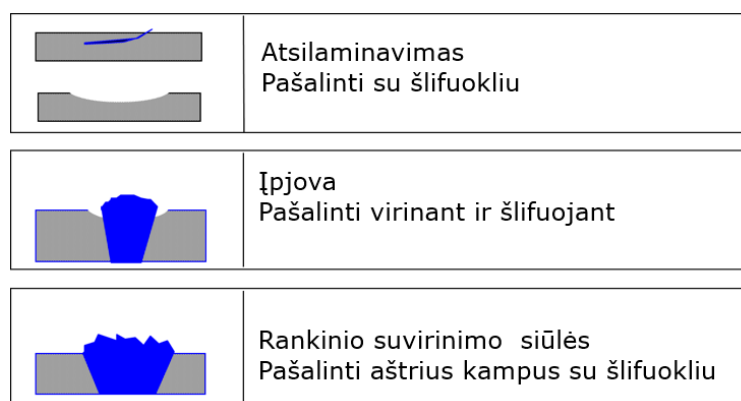 Atsilaminavimas
Pašalinti su šlifuokliu
Įpjova
Pašalinti virinant ir šlifuojant
Rankinio suvirinimo siūlės
Pašalinti aštrius kampus su šlifuokliu